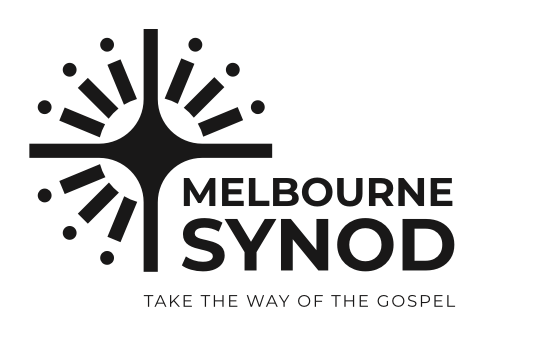 MELBOURNE
SYNOD
TAKE THE WAY OF THE GOSPEL